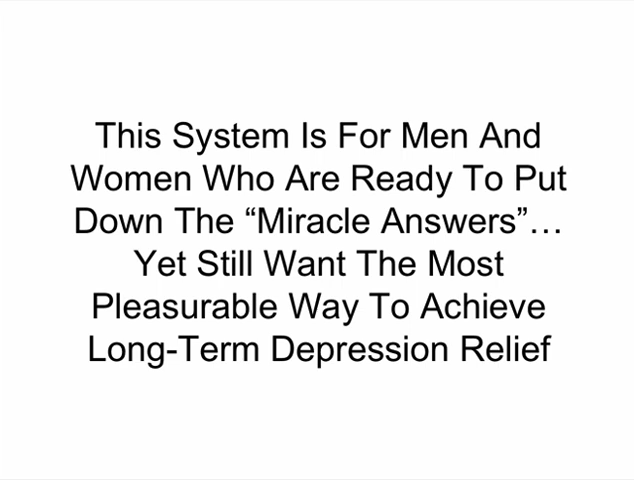 This System Is For Men And
Women Who Are Ready To Put
Down The “Miracle Answers”…
Yet Still Want The Most
Pleasurable Way To Achieve
Long-Term Depression Relief